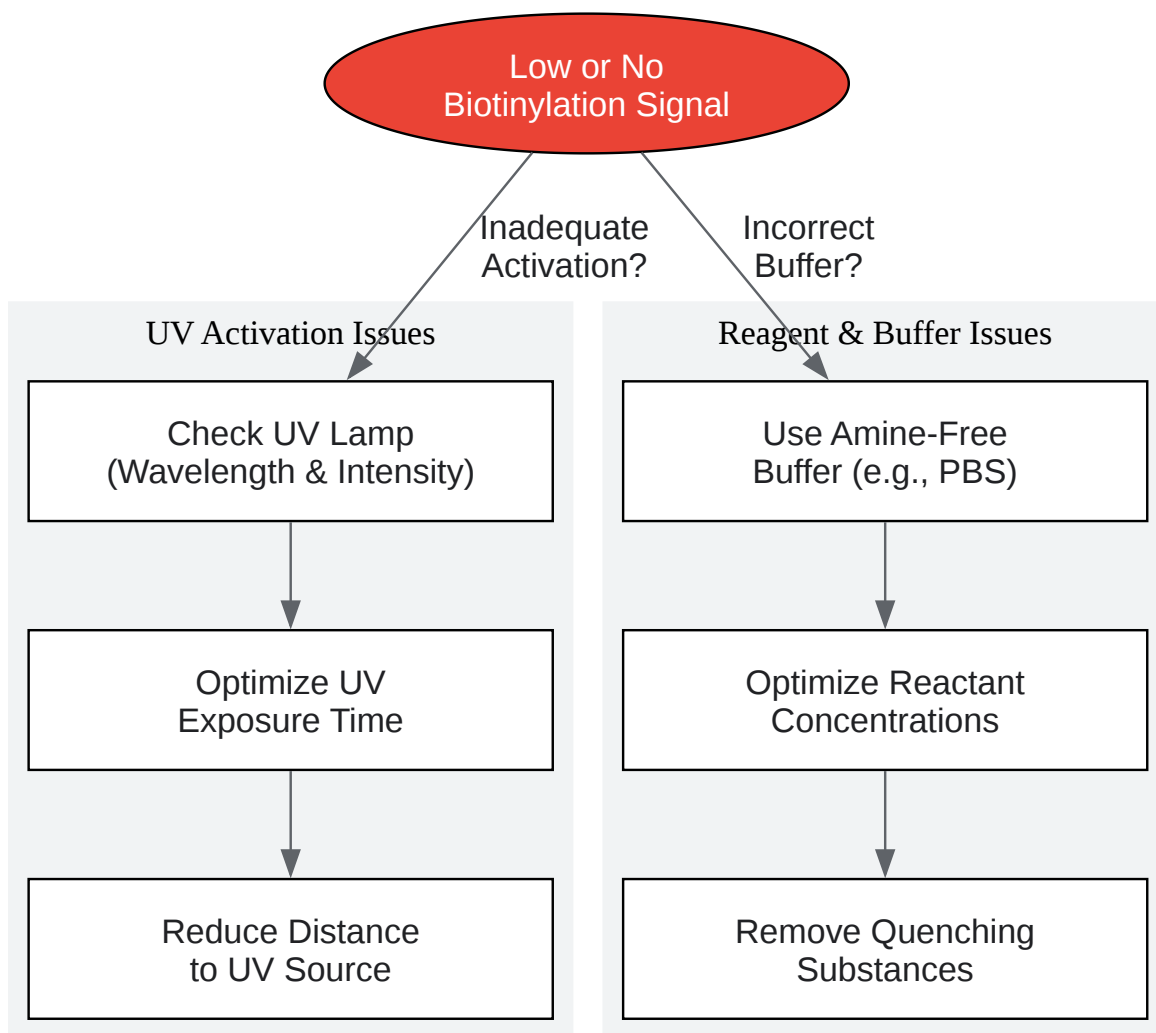 Low or No
Biotinylation Signal
Inadequate
Activation?
Incorrect
Buffer?
UV Activation Issues
Check UV Lamp
(Wavelength & Intensity)
Optimize UV
Exposure Time
Reduce Distance
to UV Source
Reagent & Buffer Issues
Use Amine-Free
Buffer (e.g., PBS)
Optimize Reactant
Concentrations
Remove Quenching
Substances